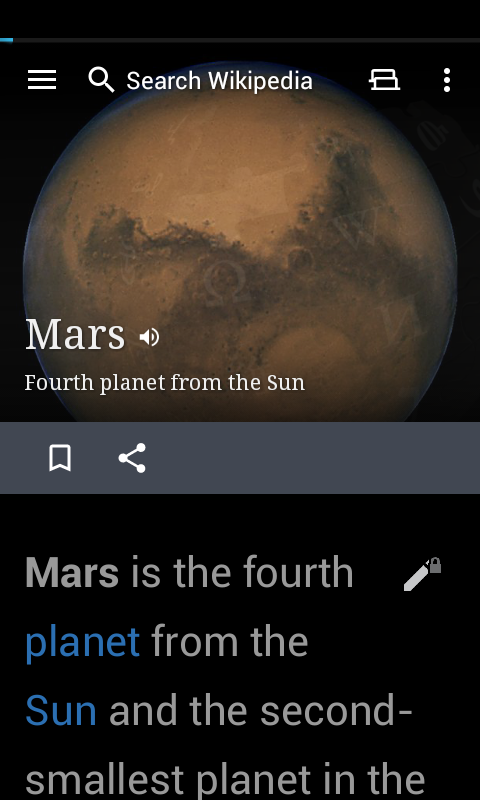 Search Wikipedia
Mars
Fourth planet from the Sun
Mars is the fourth
planet from the
Sun and the second-
smallest planet in the